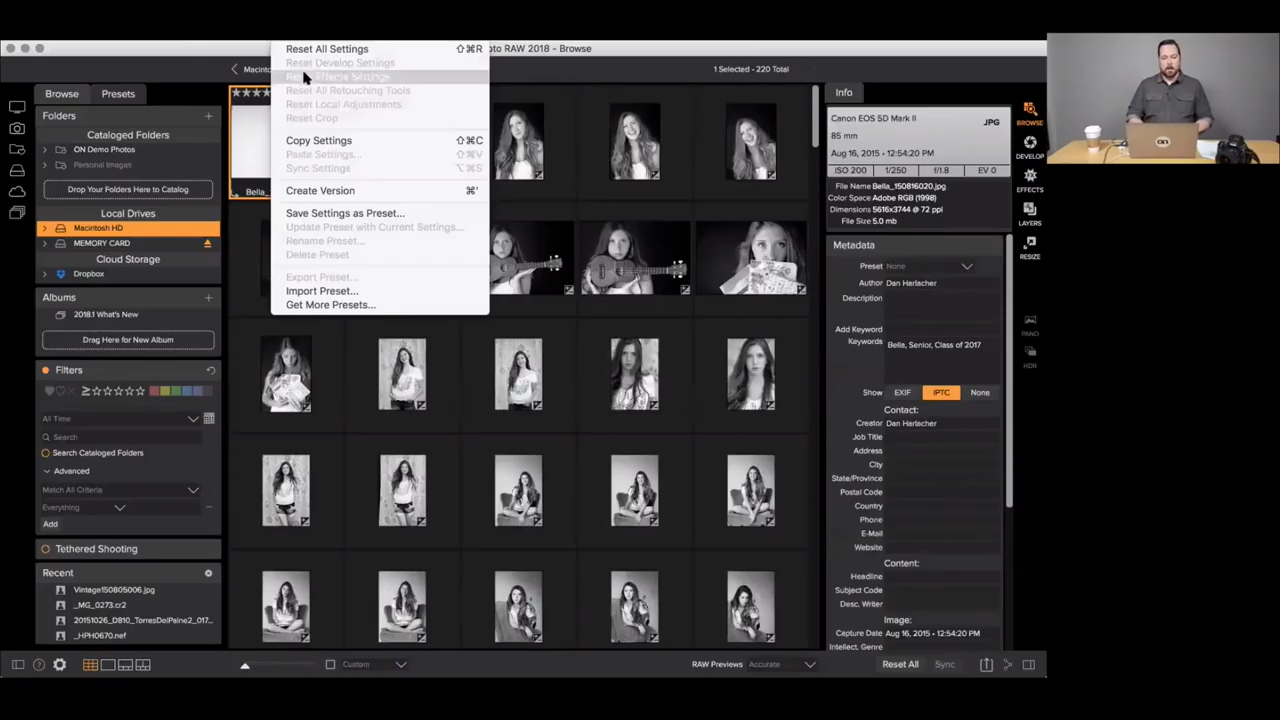 oto RAW 2018 - Browse
Reset All Settings ⇧⌘R
Reset Develop Settings
Effects Settings
Reset All Retouching Tools
Reset Local Adjustments
Reset Crop
Copy Settings ⇧⌘C
Paste Settings... ⇧⌘V
Sync Settings ⌥⌘S
Create Version ⌘'
Save Settings as Preset...
Update Preset with Current Settings...
Rename Preset...
Delete Preset
Export Preset...
Import Preset...
Get More Presets...
Macinto
1 Selected - 220 Total
Browse
Presets
Folders
Cataloged Folders
ON Demo Photos
Personal Images
Drop Your Folders Here to Catalog
Local Drives
Macintosh HD
MEMORY CARD
Cloud Storage
Dropbox
Albums
2018.1 What's New
Drag Here for New Album
Filters
All Time
Search
Search Cataloged Folders
Advanced
Match All Criteria
Everything
Add
Tethered Shooting
Recent
Vintage150805006.jpg
_MG_0273.cr2
20151026_D810_TorresDelPaine2_017...
_HPH0670.nef
Bella_
Custom
RAW Previews Accurate
Info
Canon EOS 5D Mark II JPG
85 mm
Aug 16, 2015 • 12:54:20 PM
ISO 200 1/250 f/1.8 EV 0
File Name Bella_150816020.jpg
Color Space Adobe RGB (1998)
Dimensions 5616x3744 @ 72 ppi
File Size 5.0 mb
Metadata
Preset None
Author Dan Harlacher
Description
Add Keyword
Keywords Bella, Senior, Class of 2017
Show EXIF IPTC None
Contact:
Creator Dan Harlacher
Job Title
Address
City
State/Province
Postal Code
Country
Phone
E-Mail
Website
Content:
Headline
Subject Code
Desc. Writer
Image:
Capture Date Aug 16, 2015 • 12:54:20 PM
Intellect. Genre
Reset All Sync
BROWSE
DEVELOP
EFFECTS
LAYERS
RESIZE
PANO
HDR